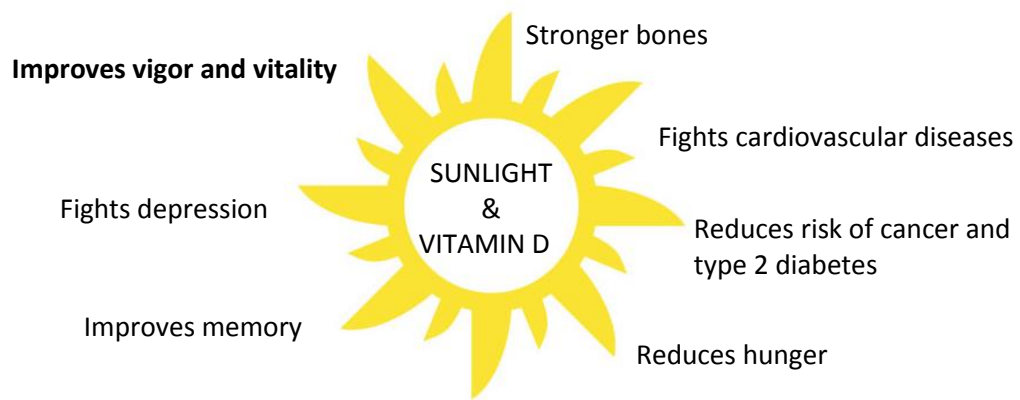 Stronger bones
Improves vigor and vitality
Fights cardiovascular diseases
SUNLIGHT
&
VITAMIN D
Fights depression
Reduces risk of cancer and
type 2 diabetes
Improves memory
Reduces hunger